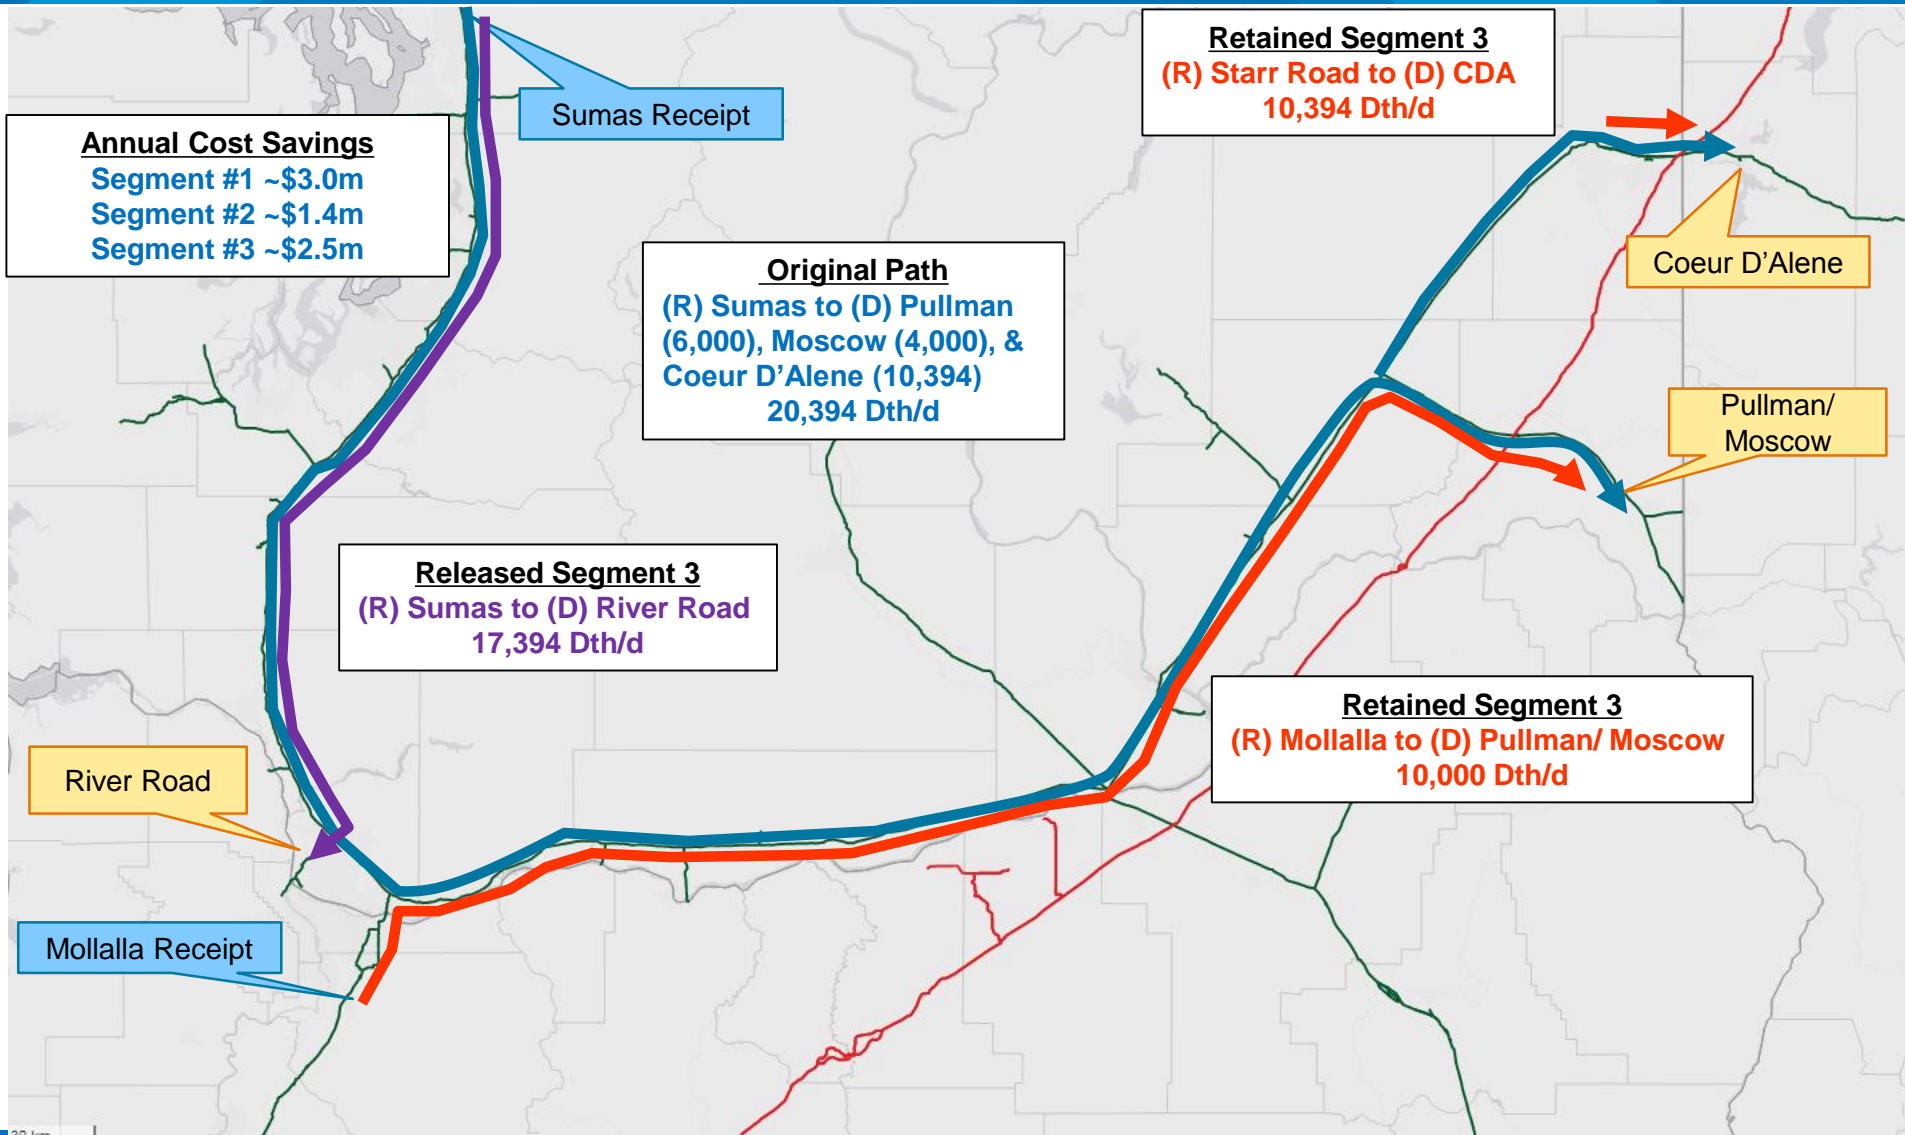 Retained Segment 3
(R) Starr Road to (D) CDA
10,394 Dth/d
Sumas Receipt
Annual Cost Savings
Segment #1 ~$3.0m
Segment #2 ~$1.4m
Segment #3 ~$2.5m
Original Path
(R) Sumas to (D) Pullman
(6,000), Moscow (4,000), &
Coeur D'Alene (10,394)
20,394 Dth/d
Coeur D'Alene
Pullman/
Moscow
Released Segment 3
(R) Sumas to (D) River Road
17,394 Dth/d
Retained Segment 3
(R) Mollalla to (D) Pullman/ Moscow
10,000 Dth/d
River Road
Mollalla Receipt